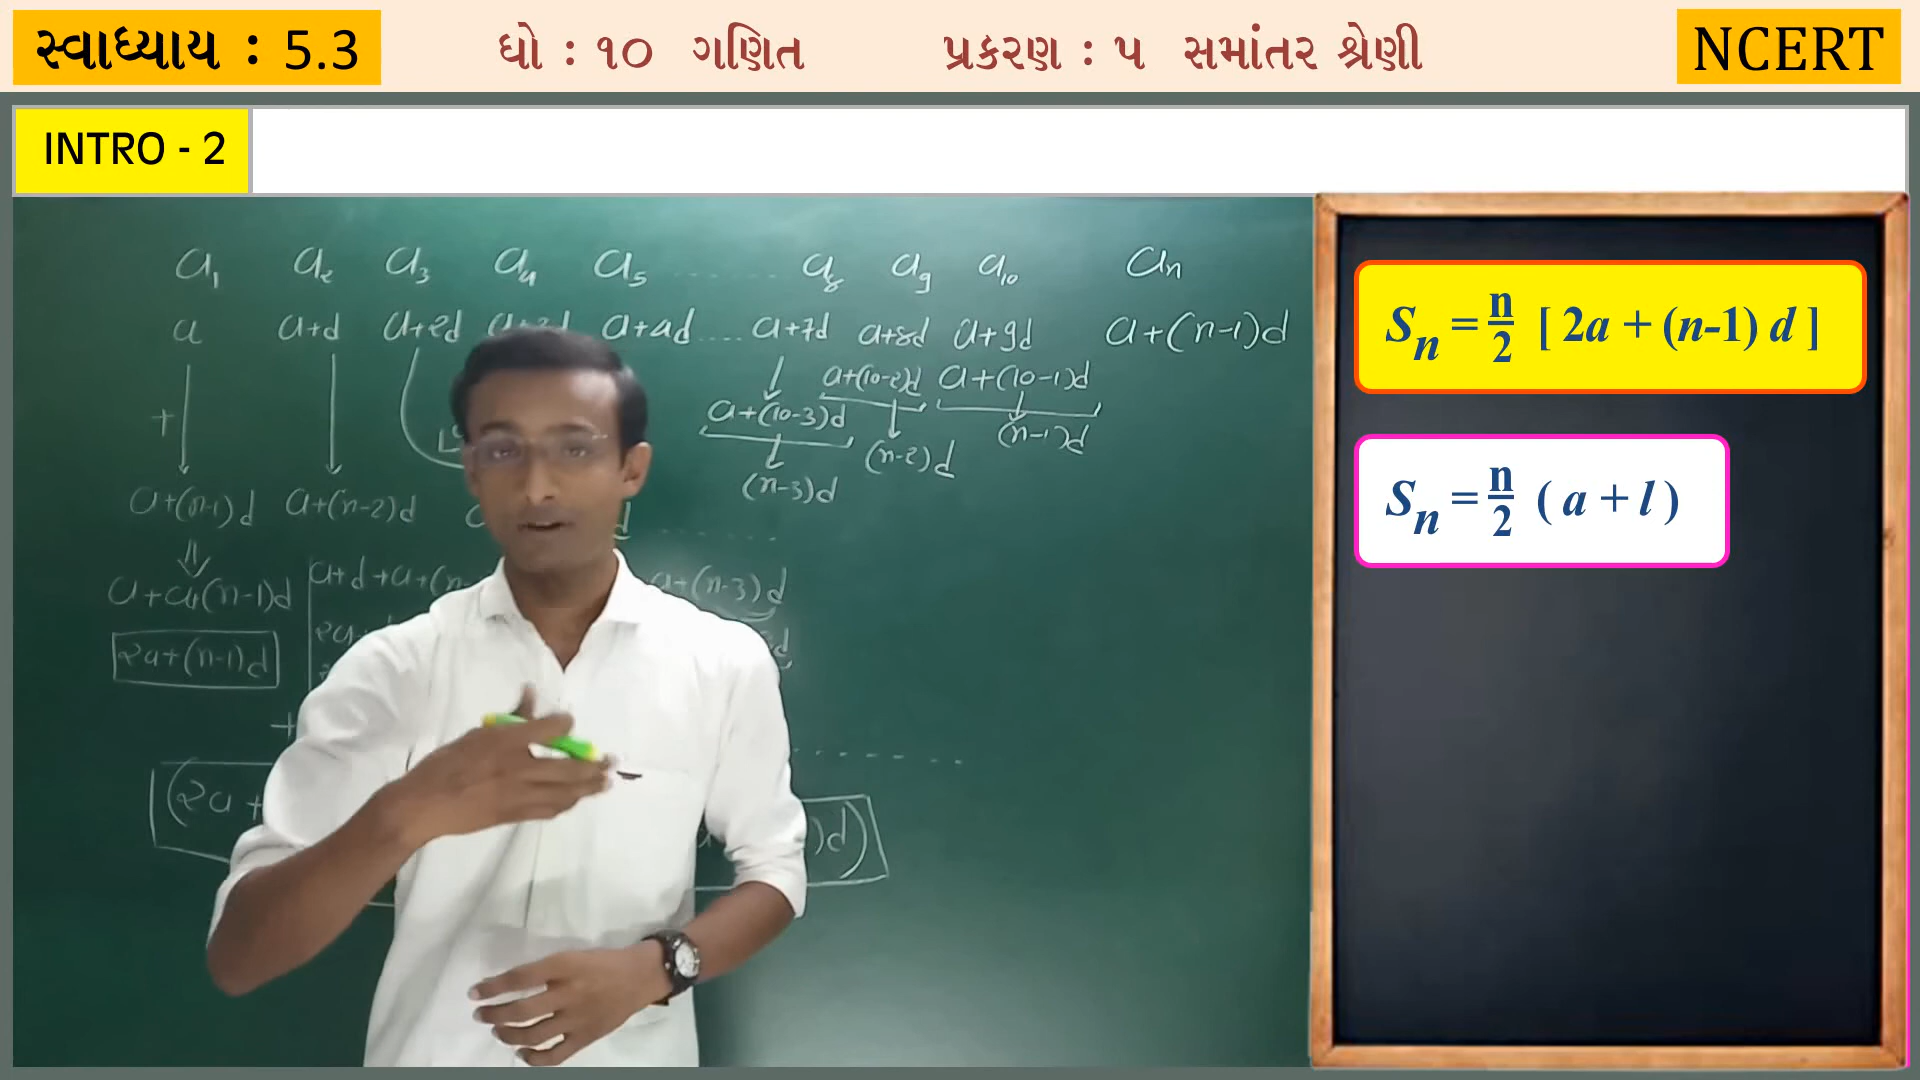 સ્વાધ્યાય : 5.3
ધો : ૧૦ ગણિત
પ્રકરણ : ૫ સમાંતર શ્રેણી
NCERT
INTRO - 2
a₁ a₂ a₃ a₄ a₅ ........ a₈ a₉ a₁₀ aₙ
a a+d a+2d a+3d a+4d ..... a+7d a+8d a+9d a+(n-1)d
a+(10-3)d a+(10-2)d a+(10-1)d
+ (n-3)d (n-2)d (n-1)d
a+(n-1)d a+(n-2)d
a+a+(n-1)d a+d+a+(n- a+(n-3)d
2a+(n-1)d
+
(2a + )d)
Sₙ = n/2 [ 2a + (n-1) d ]
Sₙ = n/2 ( a + l )